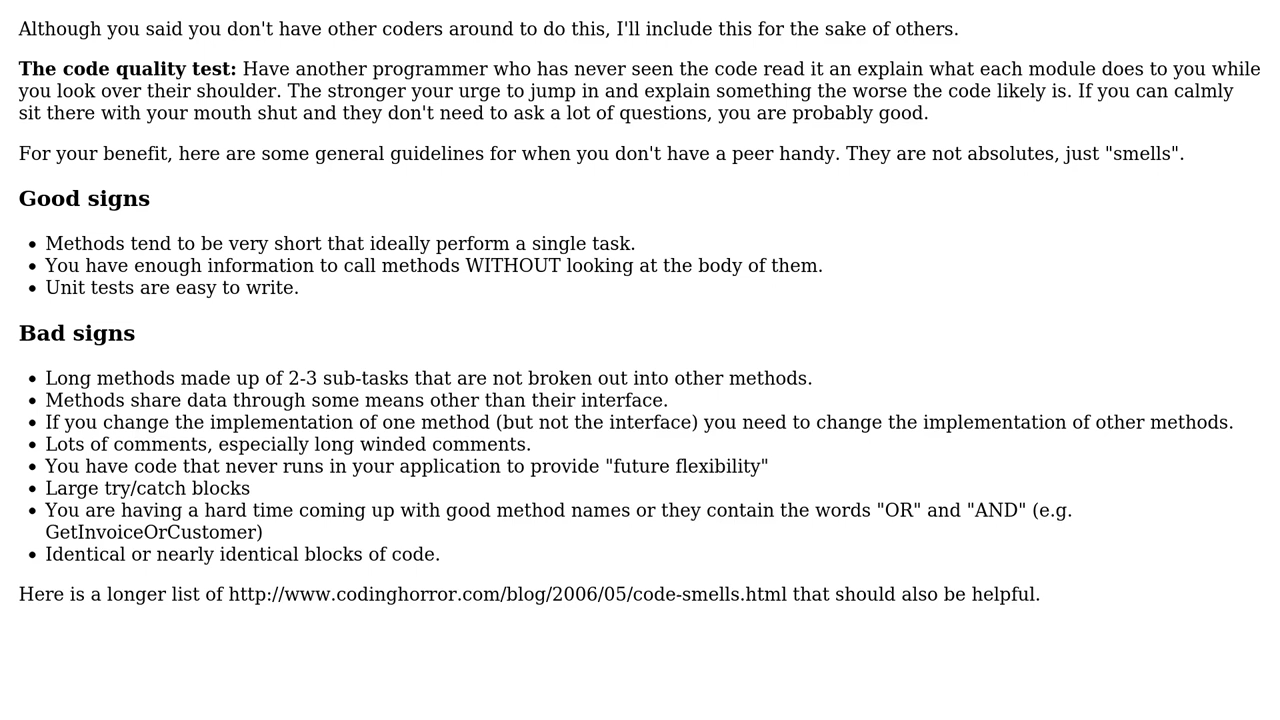 Although you said you don't have other coders around to do this, I'll include this for the sake of others.
The code quality test: Have another programmer who has never seen the code read it an explain what each module does to you while
you look over their shoulder. The stronger your urge to jump in and explain something the worse the code likely is. If you can calmly
sit there with your mouth shut and they don't need to ask a lot of questions, you are probably good.
For your benefit, here are some general guidelines for when you don't have a peer handy. They are not absolutes, just "smells".
Good signs
• Methods tend to be very short that ideally perform a single task.
• You have enough information to call methods WITHOUT looking at the body of them.
• Unit tests are easy to write.
Bad signs
• Long methods made up of 2-3 sub-tasks that are not broken out into other methods.
• Methods share data through some means other than their interface.
• If you change the implementation of one method (but not the interface) you need to change the implementation of other methods.
• Lots of comments, especially long winded comments.
• You have code that never runs in your application to provide "future flexibility"
• Large try/catch blocks
• You are having a hard time coming up with good method names or they contain the words "OR" and "AND" (e.g.
GetInvoiceOrCustomer)
• Identical or nearly identical blocks of code.
Here is a longer list of http://www.codinghorror.com/blog/2006/05/code-smells.html that should also be helpful.